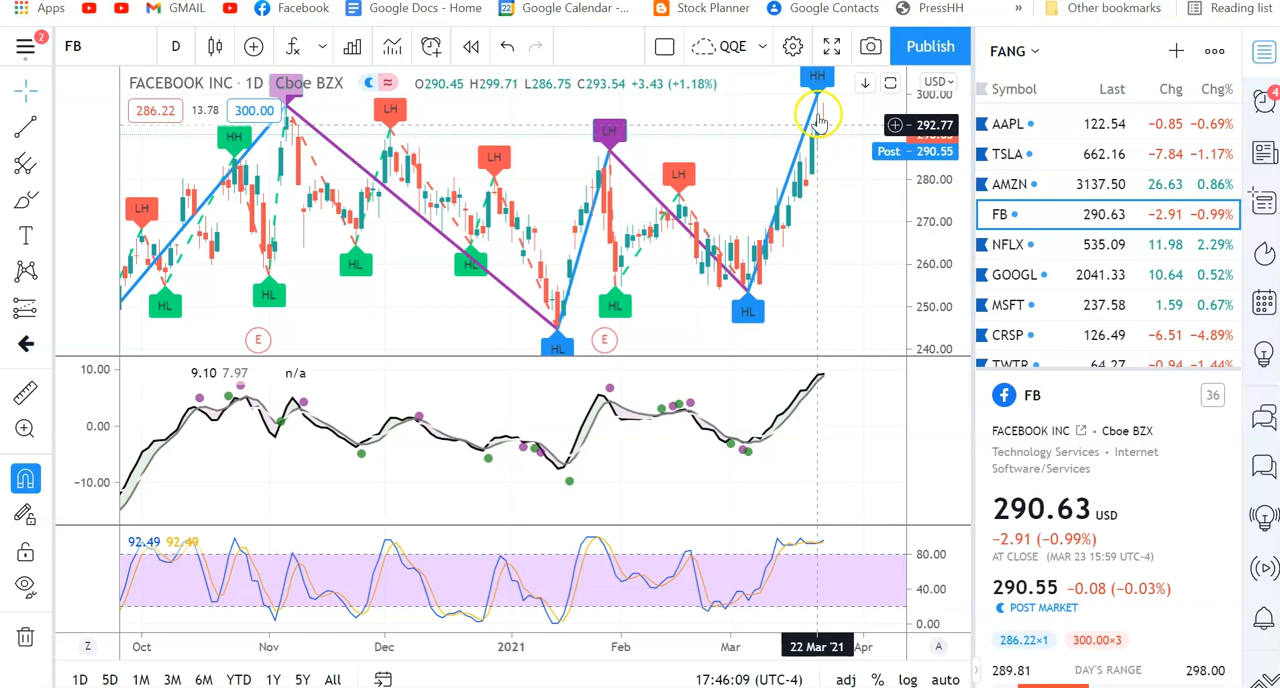 Apps GMAIL Facebook Google Docs - Home Google Calendar -... Stock Planner Google Contacts PressHH » Other bookmarks Reading list
2 FB D QQE Publish FANG
FACEBOOK INC · 1D Cboe BZX O290.45 H299.71 L286.75 C293.54 +3.43 (+1.18%) USD
286.22 13.78 300.00
HH
300.00
292.77
Post 290.55
280.00
270.00
260.00
250.00
240.00
LH HH LH LH LH LH
HL HL HL HL HL HL HL
E E
9.10 7.97 n/a
10.00
0.00
−10.00
92.49 92.49
80.00
40.00
0.00
Z Oct Nov Dec 2021 Feb Mar 22 Mar '21 Apr A
1D 5D 1M 3M 6M YTD 1Y 5Y All 17:46:09 (UTC-4) adj % log auto
Symbol Last Chg Chg%
AAPL 122.54 −0.85 −0.69%
TSLA 662.16 −7.84 −1.17%
AMZN 3137.50 26.63 0.86%
FB 290.63 −2.91 −0.99%
NFLX 535.09 11.98 2.29%
GOOGL 2041.33 10.64 0.52%
MSFT 237.58 1.59 0.67%
CRSP 126.49 −6.51 −4.89%
TWTR 64.27 −0.94 −1.44%
FB 36
FACEBOOK INC • Cboe BZX
Technology Services • Internet
Software/Services
290.63 USD
−2.91 (−0.99%)
AT CLOSE (MAR 23 15:59 UTC-4)
290.55 −0.08 (−0.03%)
POST MARKET
286.22×1 300.00×3
289.81 DAY'S RANGE 298.00
4